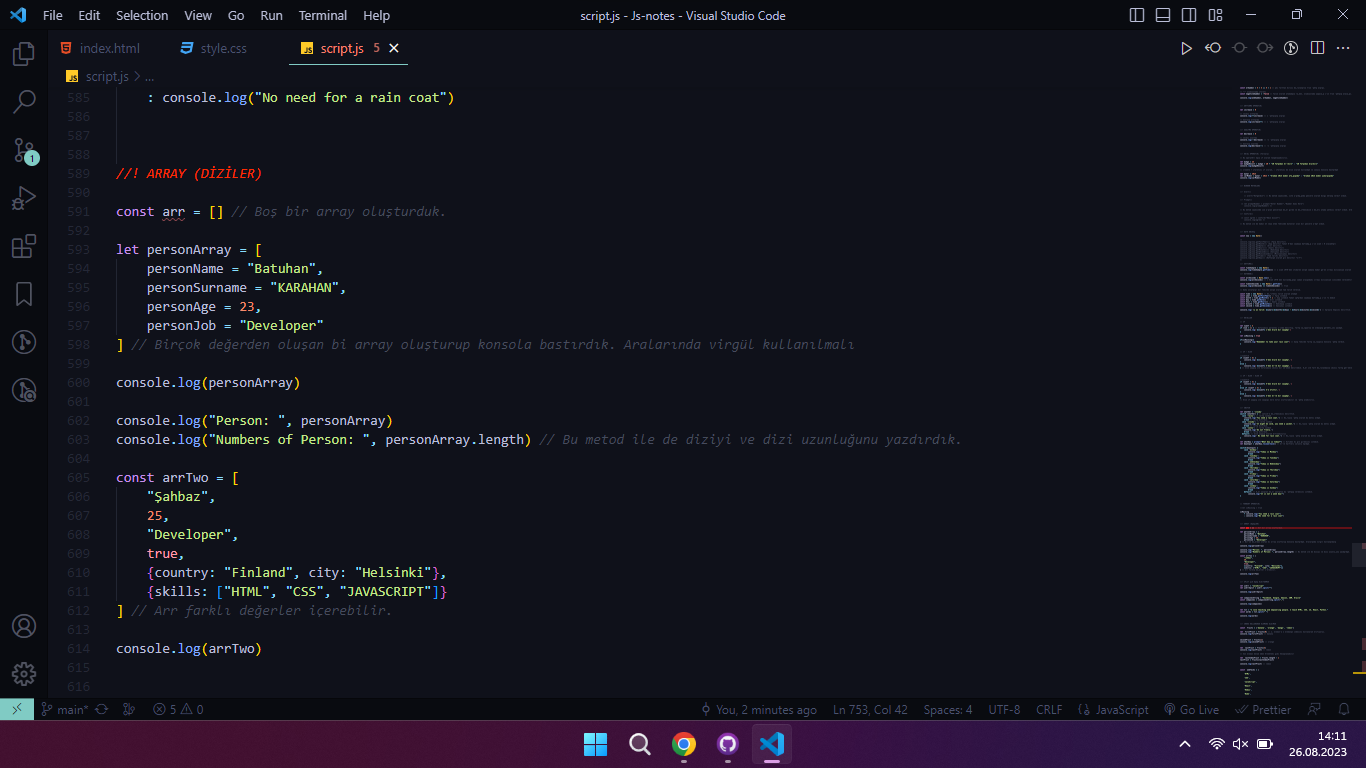 File Edit Selection View Go Run Terminal Help script.js - Js-notes - Visual Studio Code
index.html style.css script.js 5
script.js > ...
585 : console.log("No need for a rain coat")
586
587
588
589 //! ARRAY (DİZİLER)
590
591 const arr = [] // Boş bir array oluşturduk.
592
593 let personArray = [
594 personName = "Batuhan",
595 personSurname = "KARAHAN",
596 personAge = 23,
597 personJob = "Developer"
598 ] // Birçok değerden oluşan bi array oluşturup konsola bastırdık. Aralarında virgül kullanılmalı
599
600 console.log(personArray)
601
602 console.log("Person: ", personArray)
603 console.log("Numbers of Person: ", personArray.length) // Bu metod ile de diziyi ve dizi uzunluğunu yazdırdık.
604
605 const arrTwo = [
606 "Şahbaz",
607 25,
608 "Developer",
609 true,
610 {country: "Finland", city: "Helsinki"},
611 {skills: ["HTML", "CSS", "JAVASCRIPT"]}
612 ] // Arr farklı değerler içerebilir.
613
614 console.log(arrTwo)
615
616
1
main* 5 0 You, 2 minutes ago Ln 753, Col 42 Spaces: 4 UTF-8 CRLF {} JavaScript Go Live Prettier
14:11
26.08.2023